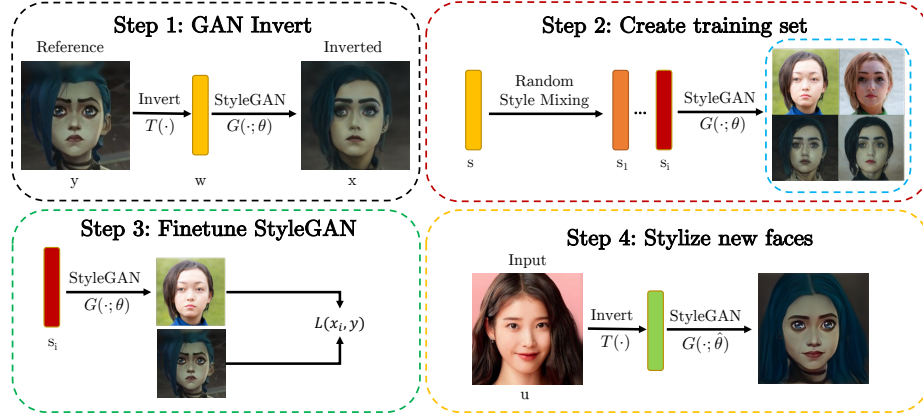 Step 1: GAN Invert
Reference
Inverted
Invert
T(·)
StyleGAN
G(·;θ)
y
w
x
Step 2: Create training set
Random
Style Mixing
StyleGAN
G(·;θ)
...
s
s₁
sᵢ
Step 3: Finetune StyleGAN
StyleGAN
G(·;θ)
L(xᵢ,y)
sᵢ
Step 4: Stylize new faces
Input
Invert
T(·)
StyleGAN
G(·;θ̂)
u